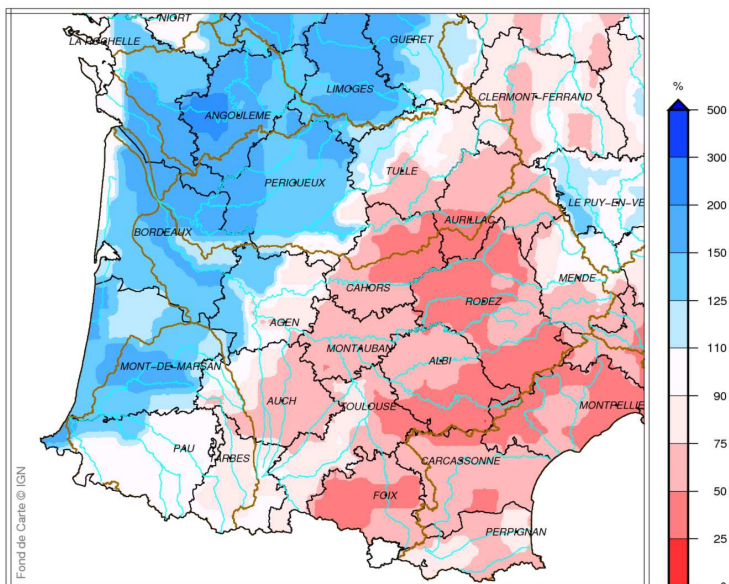 NIORT
LA ROCHELLE
GUERET
LIMOGES
CLERMONT-FERRAND
ANGOULEME
TULLE
PERIGUEUX
LE PUY-EN-VE
AURILLAC
BORDEAUX
MENDE
CAHORS
RODEZ
AGEN
MONTAUBAN
ALBI
MONT-DE-MARSAN
AUCH
TOULOUSE
MONTPELLIE
PAU
TARBES
CARCASSONNE
FOIX
PERPIGNAN
Fond de Carte © IGN
%
500
300
200
150
125
110
90
75
50
25